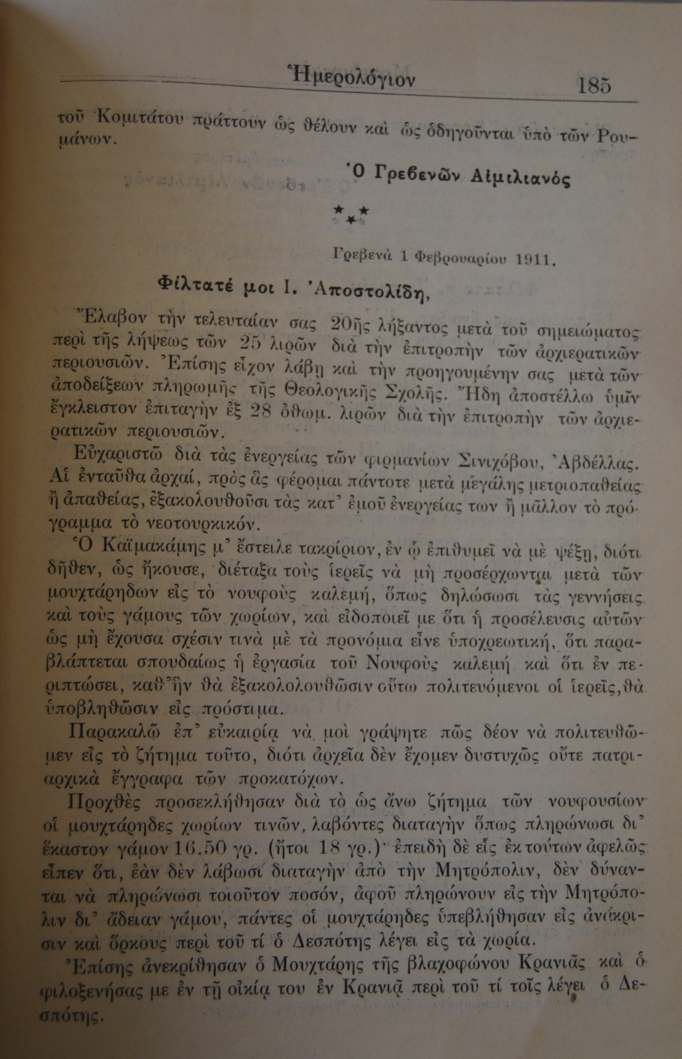 Ἡμερολόγιον 185
τοῦ Κομιτάτου πράττουν ὡς θέλουν καὶ ὡς ὁδηγοῦνται ὑπὸ τῶν Ρου-
μάνων.
Ὁ Γρεβενῶν Αἰμιλιανός
***
Γρεβενὰ 1 Φεβρουαρίου 1911.
Φίλτατέ μοι Ι. Ἀποστολίδη,
Ἔλαβον τὴν τελευταίαν σας 20ῆς λήξαντος μετὰ τοῦ σημειώματος
περὶ τῆς λήψεως τῶν 25 λιρῶν διὰ τὴν ἐπιτροπὴν τῶν ἀρχιερατικῶν
περιουσιῶν. Ἐπίσης εἶχον λάβῃ καὶ τὴν προηγουμένην σας μετὰ τῶν
ἀποδείξεων πληρωμῆς τῆς Θεολογικῆς Σχολῆς. Ἤδη ἀποστέλλω ὑμῖν
ἔγκλειστον ἐπιταγὴν ἐξ 28 ὀθωμ. λιρῶν διὰ τὴν ἐπιτροπὴν τῶν ἀρχιε-
ρατικῶν περιουσιῶν.
Εὐχαριστῶ διὰ τὰς ἐνεργείας τῶν φιρμανίων Σινιχόβου, Ἀβδέλλας.
Αἱ ἐνταῦθα ἀρχαί, πρὸς ἃς φέρομαι πάντοτε μετὰ μεγάλης μετριοπαθείας
ἢ ἀπαθείας, ἐξακολουθοῦσι τὰς κατ' ἐμοῦ ἐνεργείας των ἢ μᾶλλον τὸ πρό-
γραμμα τὸ νεοτουρκικόν.
Ὁ Καϊμακάμης μ' ἔστειλε τακρίριον, ἐν ᾧ ἐπιθυμεῖ νὰ μὲ ψέξῃ, διότι
δῆθεν, ὡς ἤκουσε, διέταξα τοὺς ἱερεῖς νὰ μὴ προσέρχωνται μετὰ τῶν
μουχτάρηδων εἰς τὸ νουφοὺς καλεμή, ὅπως δηλώσωσι τὰς γεννήσεις
καὶ τοὺς γάμους τῶν χωρίων, καὶ εἰδοποιεῖ με ὅτι ἡ προσέλευσις αὐτῶν
ὡς μὴ ἔχουσα σχέσιν τινὰ μὲ τὰ προνόμια εἶνε ὑποχρεωτική, ὅτι παρα-
βλάπτεται σπουδαίως ἡ ἐργασία τοῦ Νουφοὺς καλεμὴ καὶ ὅτι ἐν πε-
ριπτώσει, καθ' ἣν θὰ ἐξακολολουθῶσιν οὕτω πολιτευόμενοι οἱ ἱερεῖς, θὰ
ὑποβληθῶσιν εἰς πρόστιμα.
Παρακαλῶ ἐπ' εὐκαιρίᾳ νὰ μοὶ γράψητε πῶς δέον νὰ πολιτευθῶ-
μεν εἰς τὸ ζήτημα τοῦτο, διότι ἀρχεῖα δὲν ἔχομεν δυστυχῶς οὔτε πατρι-
αρχικὰ ἔγγραφα τῶν προκατόχων.
Προχθὲς προσεκλήθησαν διὰ τὸ ὡς ἄνω ζήτημα τῶν νουφουσίων
οἱ μουχτάρηδες χωρίων τινῶν, λαβόντες διαταγὴν ὅπως πληρώνωσι δι'
ἕκαστον γάμον 16.50 γρ. (ἤτοι 18 γρ.) ἐπειδὴ δὲ εἷς ἐκ τούτων ἀφελῶς
εἶπεν ὅτι, ἐὰν δὲν λάβωσι διαταγὴν ἀπὸ τὴν Μητρόπολιν, δὲν δύναν-
ται νὰ πληρώνωσι τοιοῦτον ποσόν, ἀφοῦ πληρώνουν εἰς τὴν Μητρόπο-
λιν δι' ἄδειαν γάμου, πάντες οἱ μουχτάρηδες ὑπεβλήθησαν εἰς ἀνάκρι-
σιν καὶ ὅρκους περὶ τοῦ τί ὁ Δεσπότης λέγει εἰς τὰ χωρία.
Ἐπίσης ἀνεκρίθησαν ὁ Μουχτάρης τῆς βλαχοφώνου Κρανιᾶς καὶ ὁ
φιλοξενήσας με ἐν τῇ οἰκίᾳ του ἐν Κρανιᾷ περὶ τοῦ τί τοῖς λέγει ὁ Δε-
σπότης.